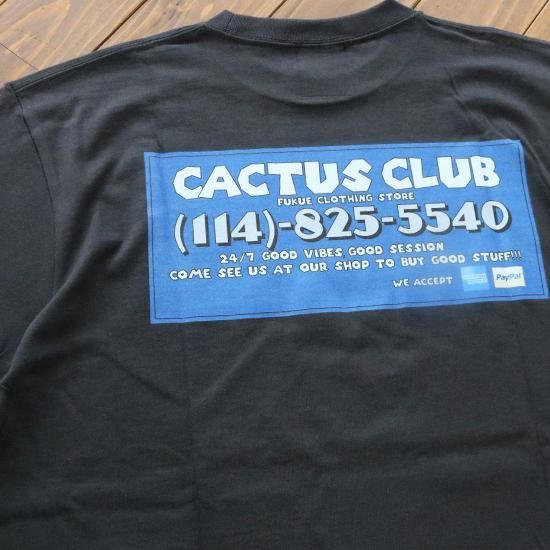 CACTUS CLUB
FUKUE CLOTHING STORE
(114)-825-5540
24/7 GOOD VIBES, GOOD SESSION
COME SEE US AT OUR SHOP TO BUY GOOD STUFF!!!
WE ACCEPT PayPal